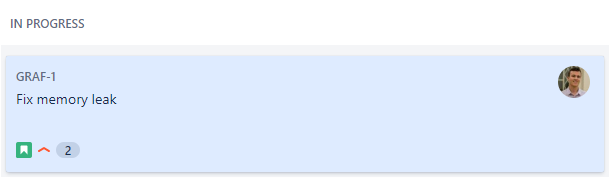 IN PROGRESS
GRAF-1
Fix memory leak
2